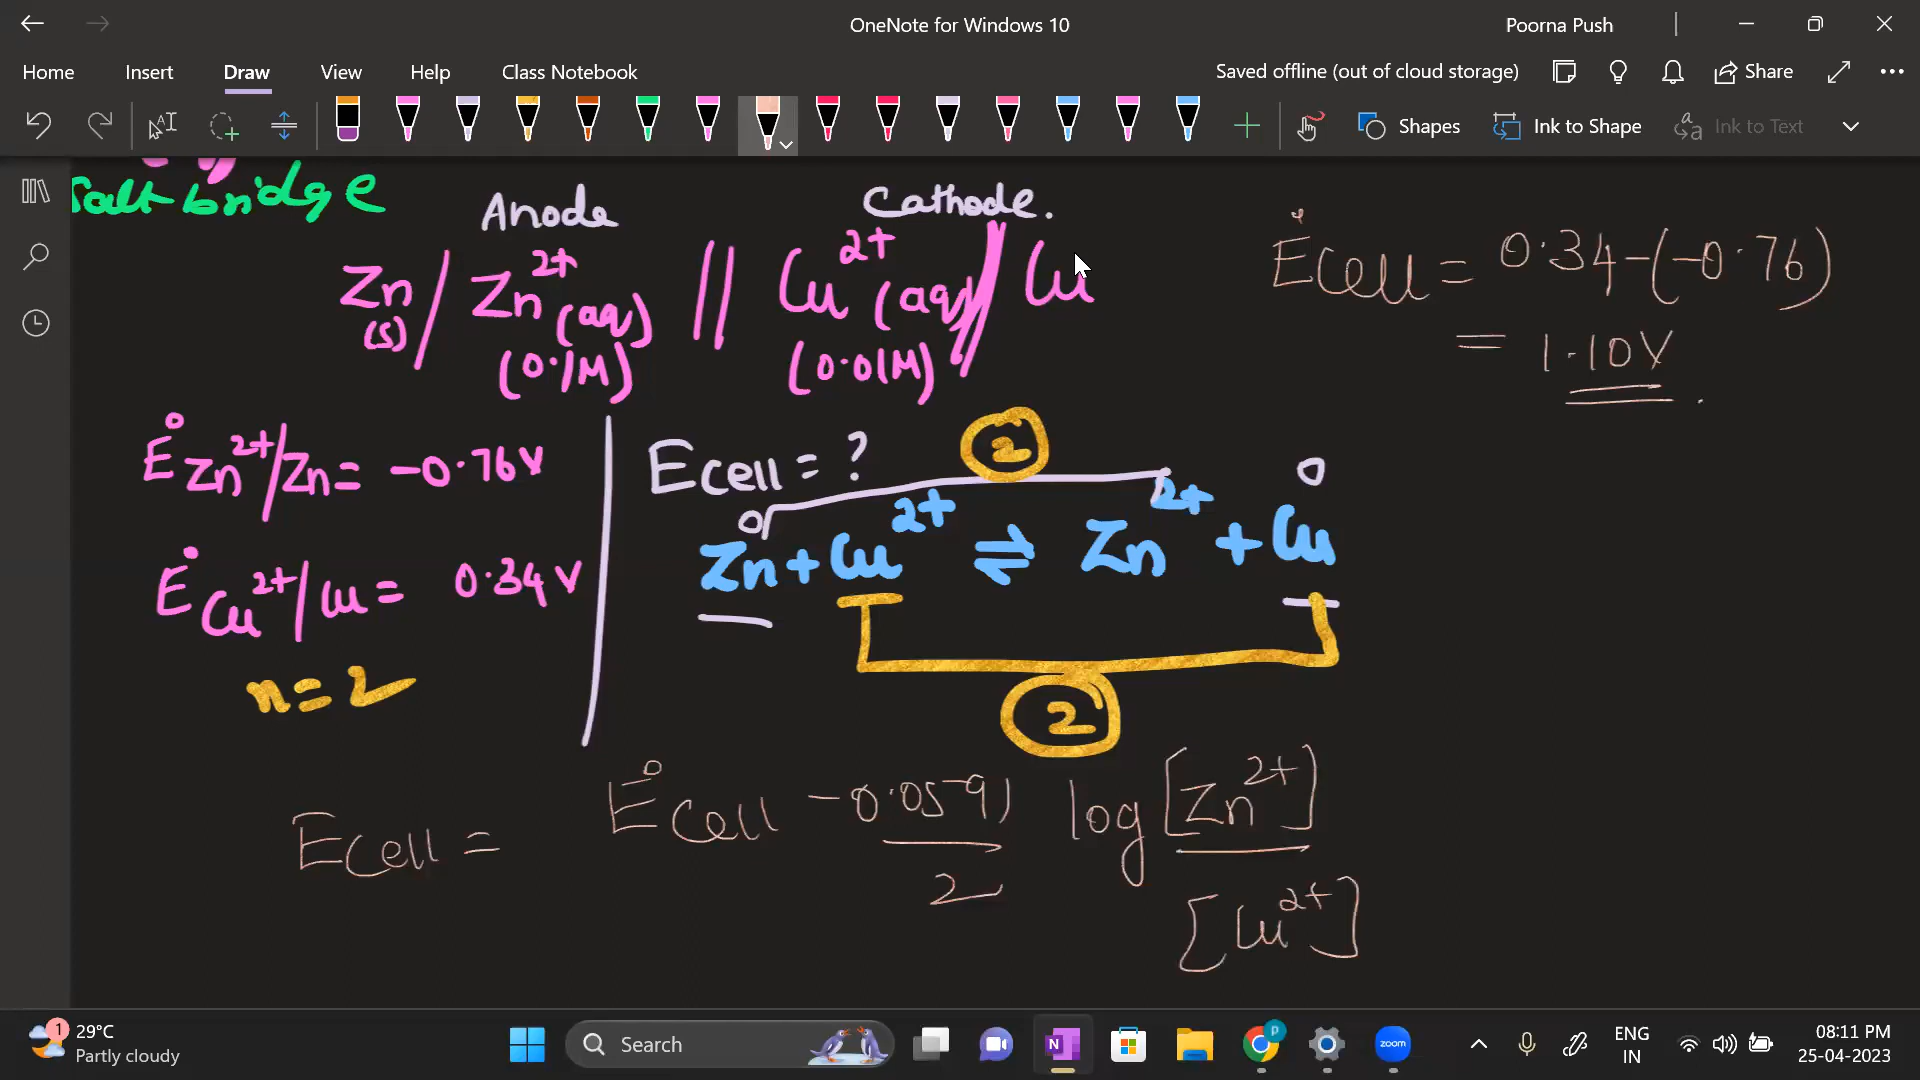 OneNote for Windows 10
Poorna Push
Home Insert Draw View Help Class Notebook
Saved offline (out of cloud storage)
Share
Shapes
Ink to Shape
Ink to Text
Salt bridge
Anode
Cathode.
Zn(s) / Zn²⁺(aq) || Cu²⁺(aq) / Cu
(0.1M) (0.01M)
E°cell = 0.34-(-0.76)
= 1.10V
E°Zn²⁺/Zn = -0.76V
E°Cu²⁺/Cu = 0.34V
n=2
Ecell = ?
2
0 0
Zn + Cu²⁺ ⇌ Zn²⁺ + Cu
2
Ecell = E°cell -0.0591/2 log [Zn²⁺]/[Cu²⁺]
1
29°C
Partly cloudy
Search
zoom
ENG
IN
08:11 PM
25-04-2023